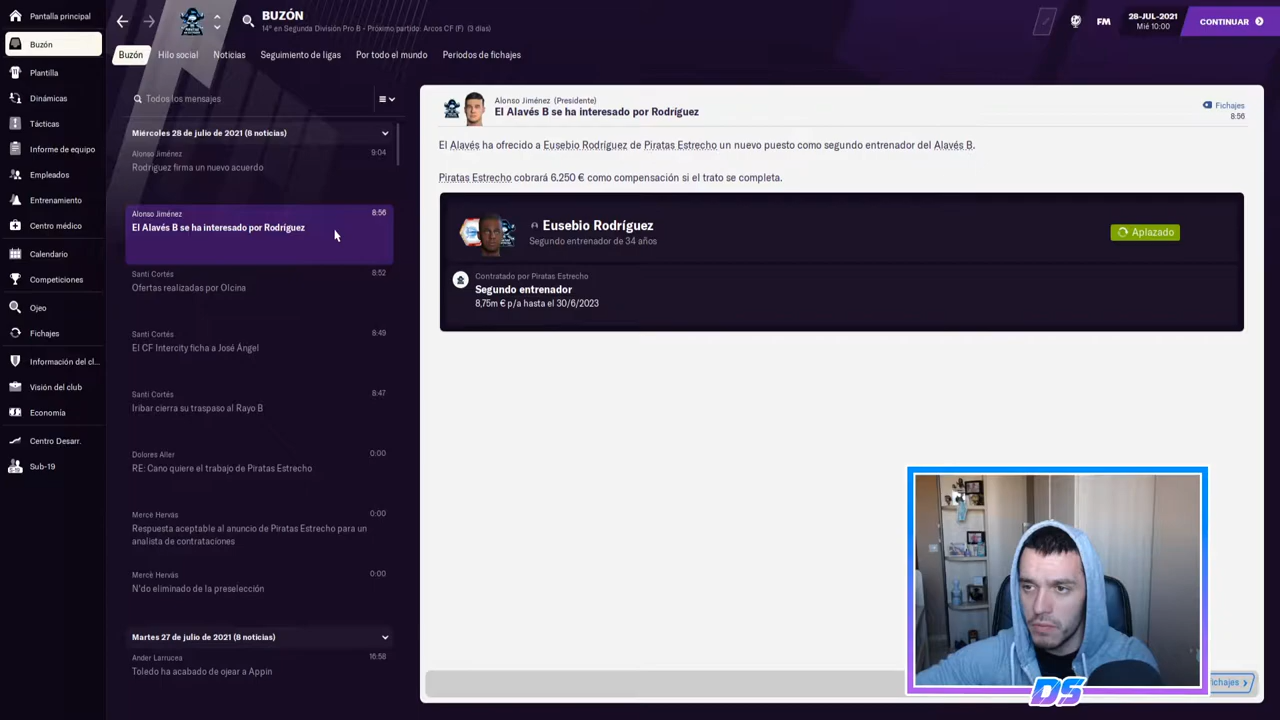 Pantalla principal
Buzón
Plantilla
Dinámicas
Tácticas
Informe de equipo
Empleados
Entrenamiento
Centro médico
Calendario
Competiciones
Ojeo
Fichajes
Información del cl...
Visión del club
Economía
Centro Desarr.
Sub-19
BUZÓN
14º en Segunda División Pro B - Próximo partido: Arcos CF (F) (3 días)
FM
28-JUL-2021
Mié 10:00
CONTINUAR
Buzón
Hilo social
Noticias
Seguimiento de ligas
Por todo el mundo
Periodos de fichajes
Todos los mensajes
Miércoles 28 de julio de 2021 (8 noticias)
Alonso Jiménez 9:04
Rodríguez firma un nuevo acuerdo
Alonso Jiménez 8:56
El Alavés B se ha interesado por Rodríguez
Santi Cortés 8:52
Ofertas realizadas por Olcina
Santi Cortés 8:49
El CF Intercity ficha a José Ángel
Santi Cortés 8:47
Iribar cierra su traspaso al Rayo B
Dolores Aller 0:00
RE: Cano quiere el trabajo de Piratas Estrecho
Mercè Hervás 0:00
Respuesta aceptable al anuncio de Piratas Estrecho para un
analista de contrataciones
Mercè Hervás 0:00
N'do eliminado de la preselección
Martes 27 de julio de 2021 (8 noticias)
Ander Larrucea 16:58
Toledo ha acabado de ojear a Appin
Alonso Jiménez (Presidente)
El Alavés B se ha interesado por Rodríguez
Fichajes
8:56
El Alavés ha ofrecido a Eusebio Rodríguez de Piratas Estrecho un nuevo puesto como segundo entrenador del Alavés B.
Piratas Estrecho cobrará 6.250 € como compensación si el trato se completa.
Eusebio Rodríguez
Segundo entrenador de 34 años
Aplazado
Contratado por Piratas Estrecho
Segundo entrenador
8,75m € p/a hasta el 30/6/2023
Fichajes
DS